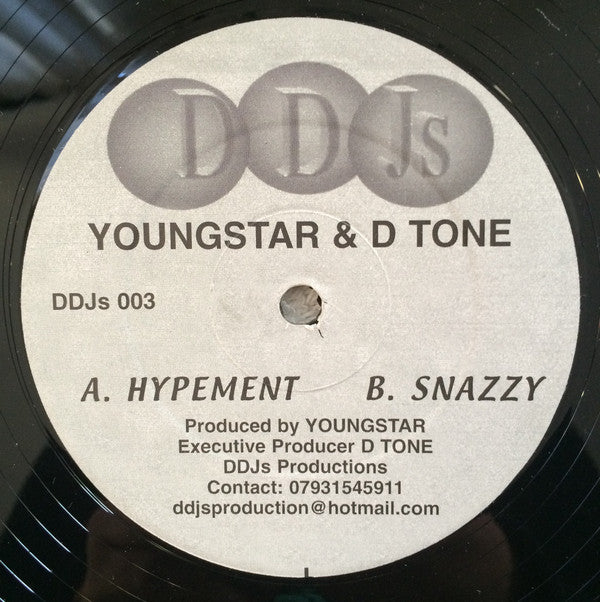 DDJs
YOUNGSTAR & D TONE
DDJs 003
A. HYPEMENT B. SNAZZY
Produced by YOUNGSTAR
Executive Producer D TONE
DDJs Productions
Contact: 07931545911
ddjsproduction@hotmail.com